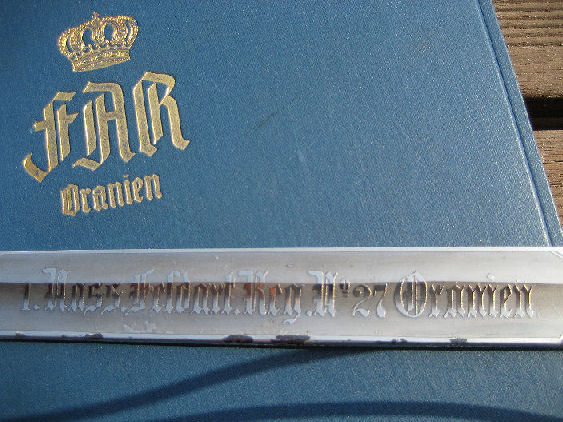 FAR
Oranien
1. Nass. Feldart. Reg. No 27 Oranien